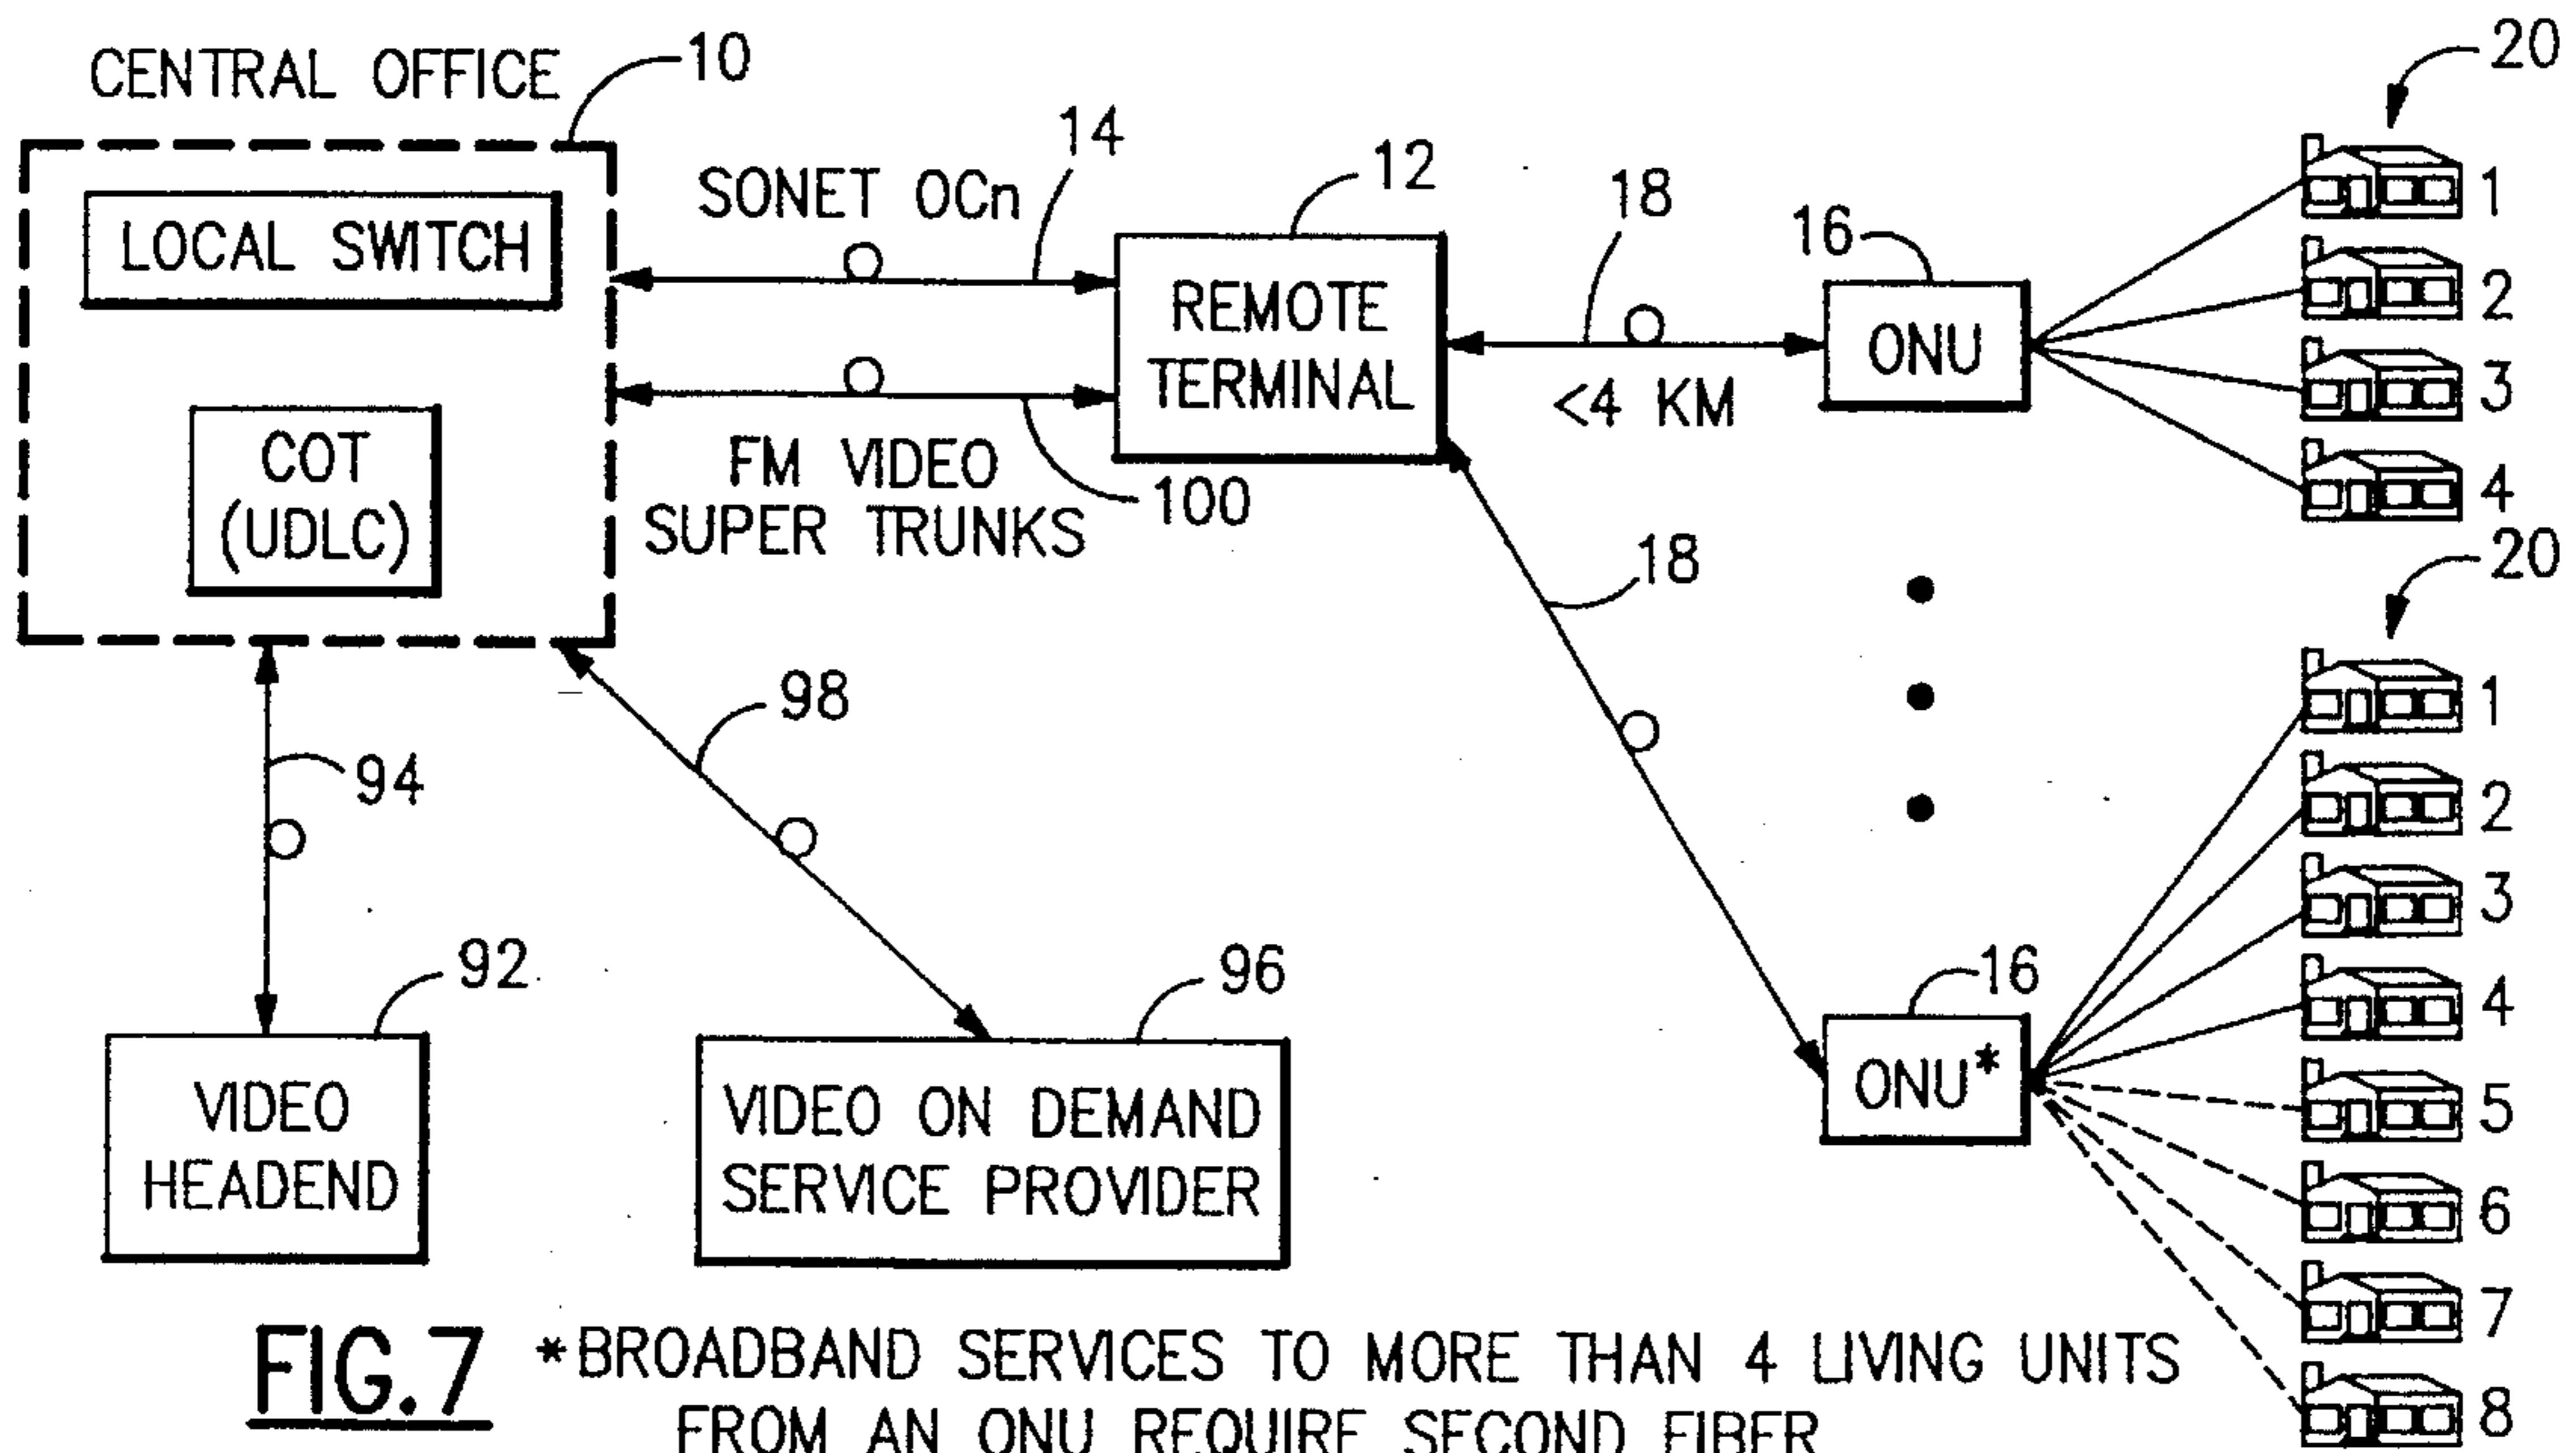 CENTRAL OFFICE
10
LOCAL SWITCH
COT
(UDLC)
SONET OCn
14
FM VIDEO
SUPER TRUNKS
100
12
REMOTE
TERMINAL
18
<4 KM
18
16
ONU
20
1
2
3
4
20
1
2
3
4
5
6
7
8
16
ONU*
94
98
92
VIDEO
HEADEND
96
VIDEO ON DEMAND
SERVICE PROVIDER
FIG.7
*BROADBAND SERVICES TO MORE THAN 4 LIVING UNITS
FROM AN ONU REQUIRE SECOND FIBER